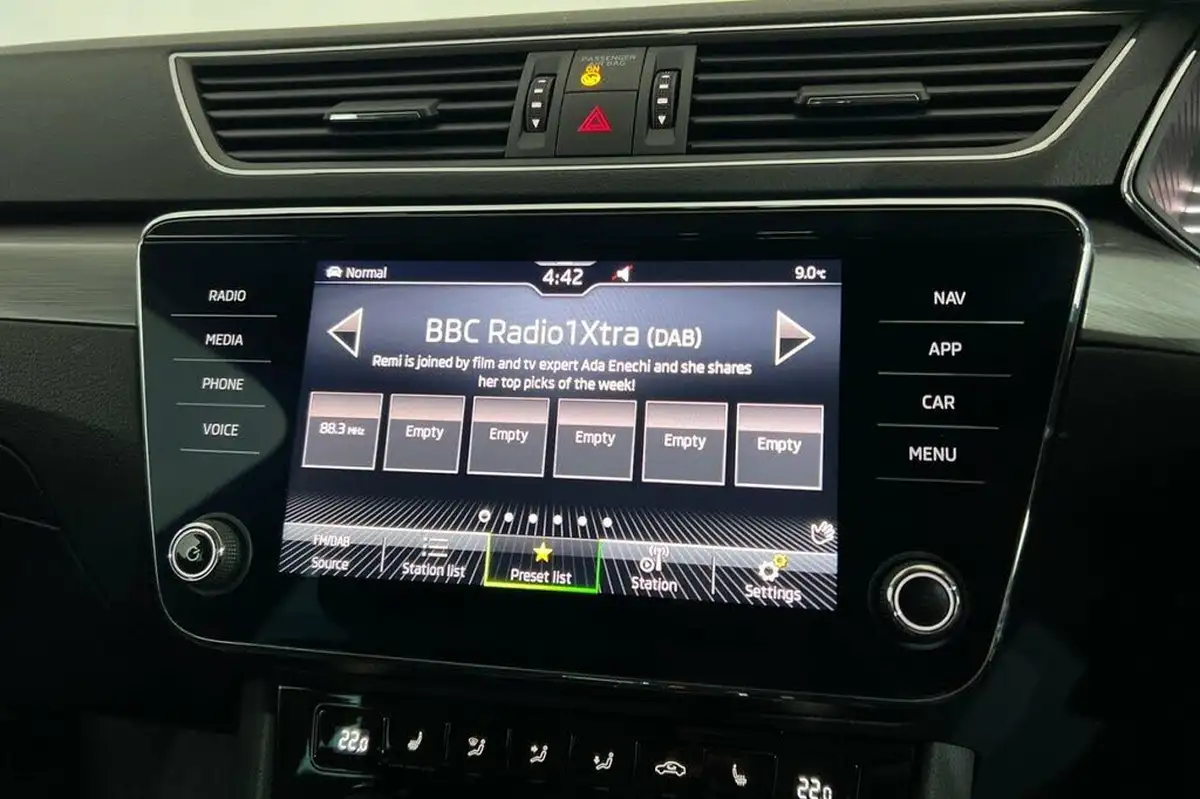 PASSENGER
AIR BAG
ON
RADIO
MEDIA
PHONE
VOICE
Normal
4:42
9.0°C
BBC Radio1Xtra (DAB)
Remi is joined by film and tv expert Ada Enechi and she shares
her top picks of the week!
88.3 MHz
Empty
Empty
Empty
Empty
Empty
FM/DAB
Source
Station list
Preset list
Station
Settings
NAV
APP
CAR
MENU
22.0
22.0